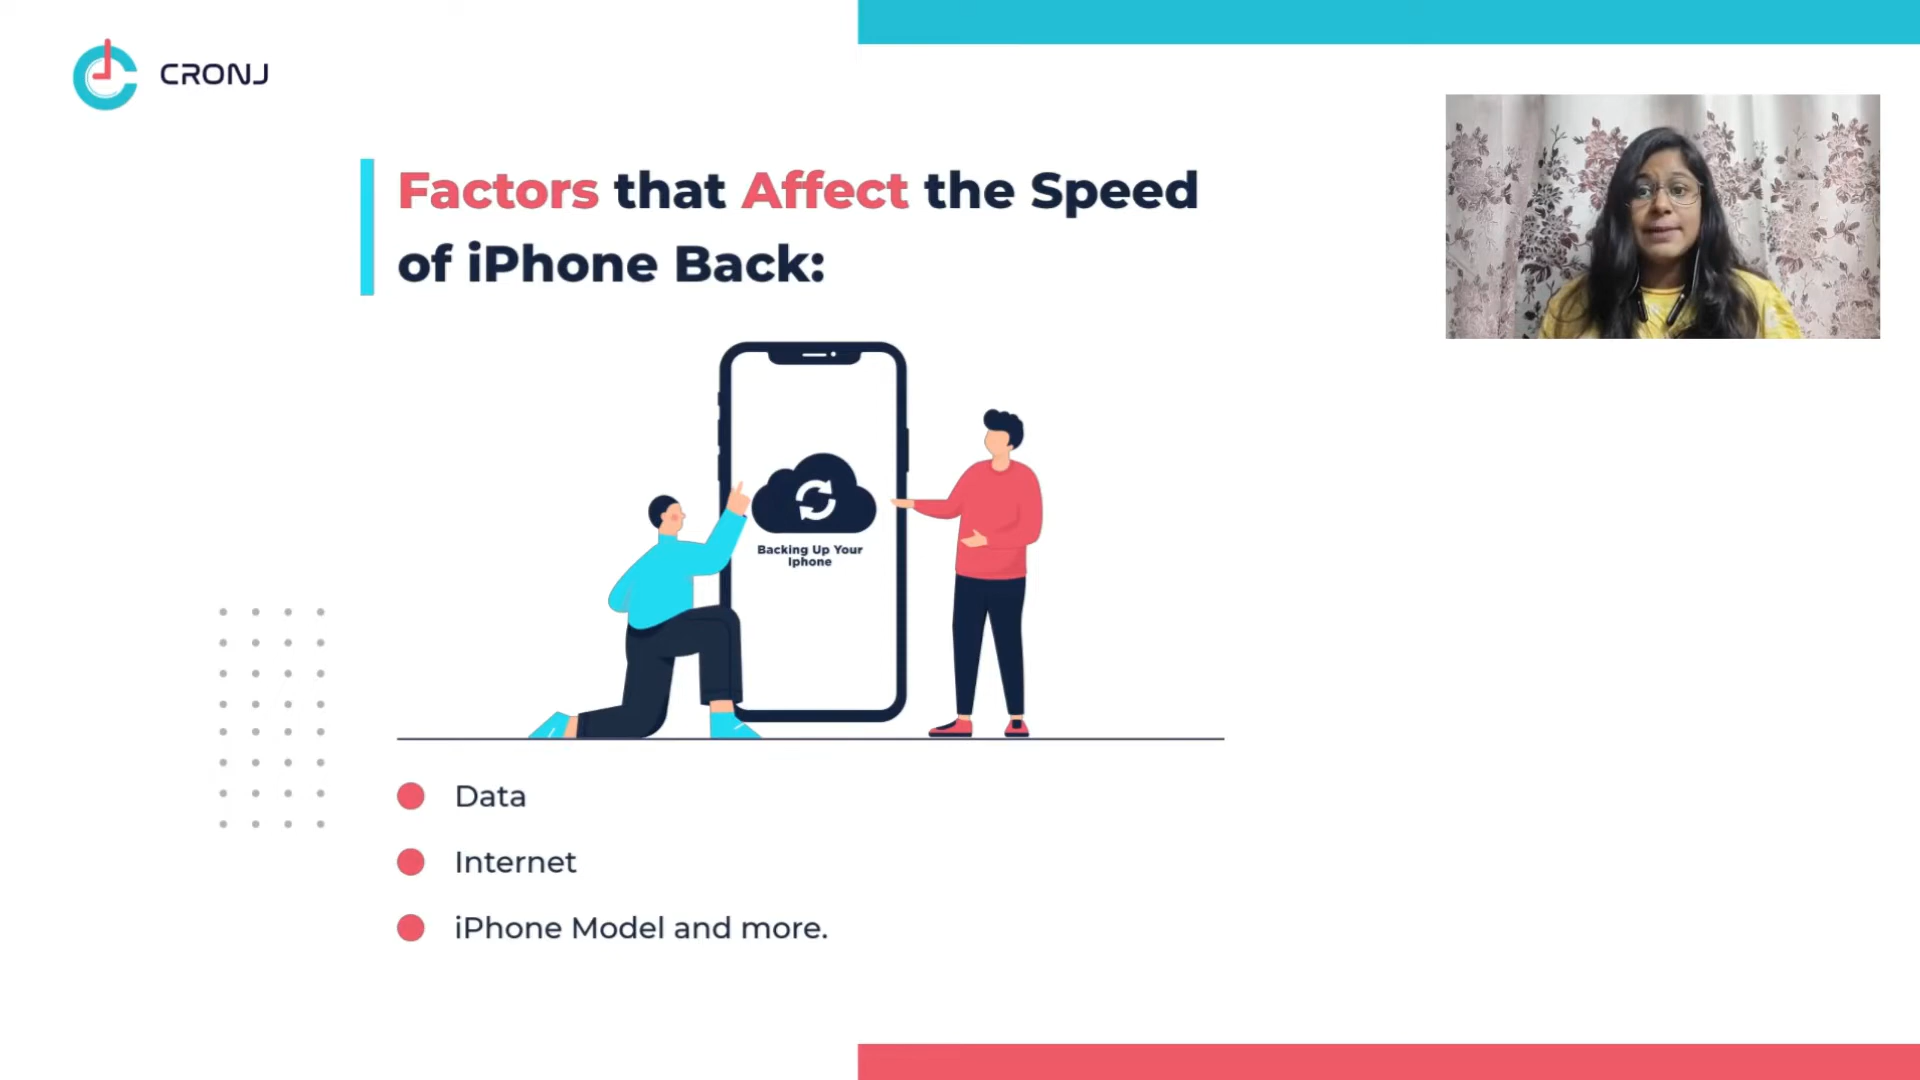 CRONJ
Factors that Affect the Speed
of iPhone Back:
Backing Up Your
Iphone
Data
Internet
iPhone Model and more.